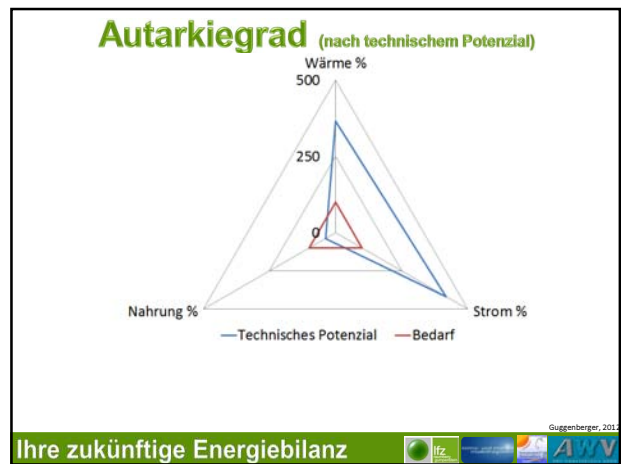 Autarkiegrad (nach technischem Potenzial)
Wärme %
500
250
0
Nahrung %
Strom %
Technisches Potenzial
Bedarf
Guggenberger, 2012
Ihre zukünftige Energiebilanz
lfz
AWV